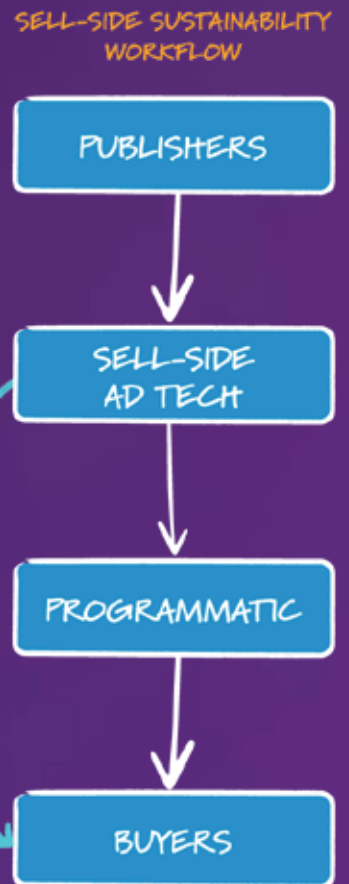 SELL-SIDE SUSTAINABILITY
WORKFLOW
PUBLISHERS
SELL-SIDE
AD TECH
PROGRAMMATIC
BUYERS